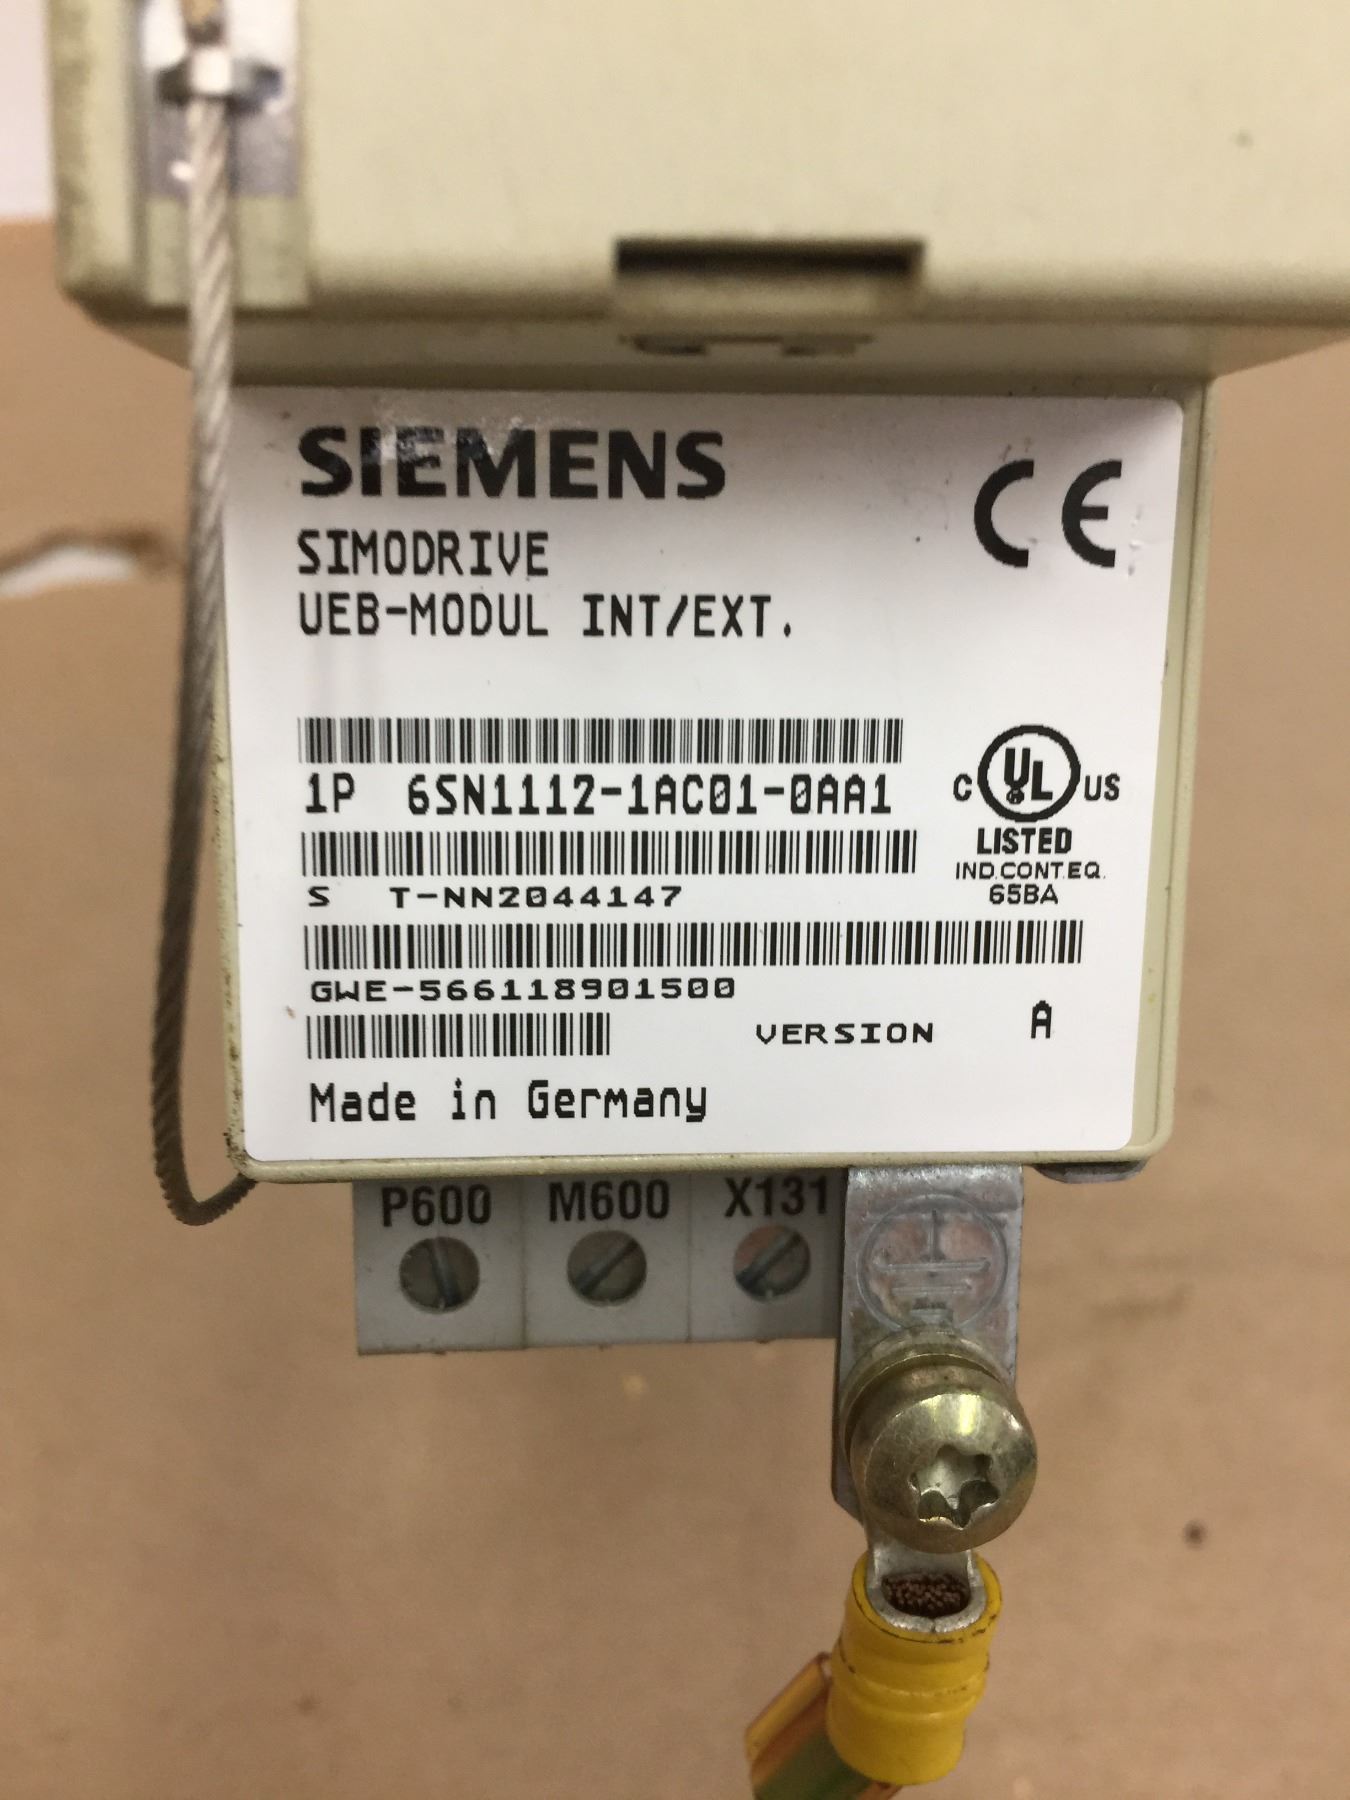 SIEMENS
CE
SIMODRIVE
UEB-MODUL INT/EXT.
1P 6SN1112-1AC01-0AA1
C UL US
LISTED
IND.CONT.EQ.
65BA
S T-NN2044147
GWE-566118901500
VERSION A
Made in Germany
P600 M600 X131